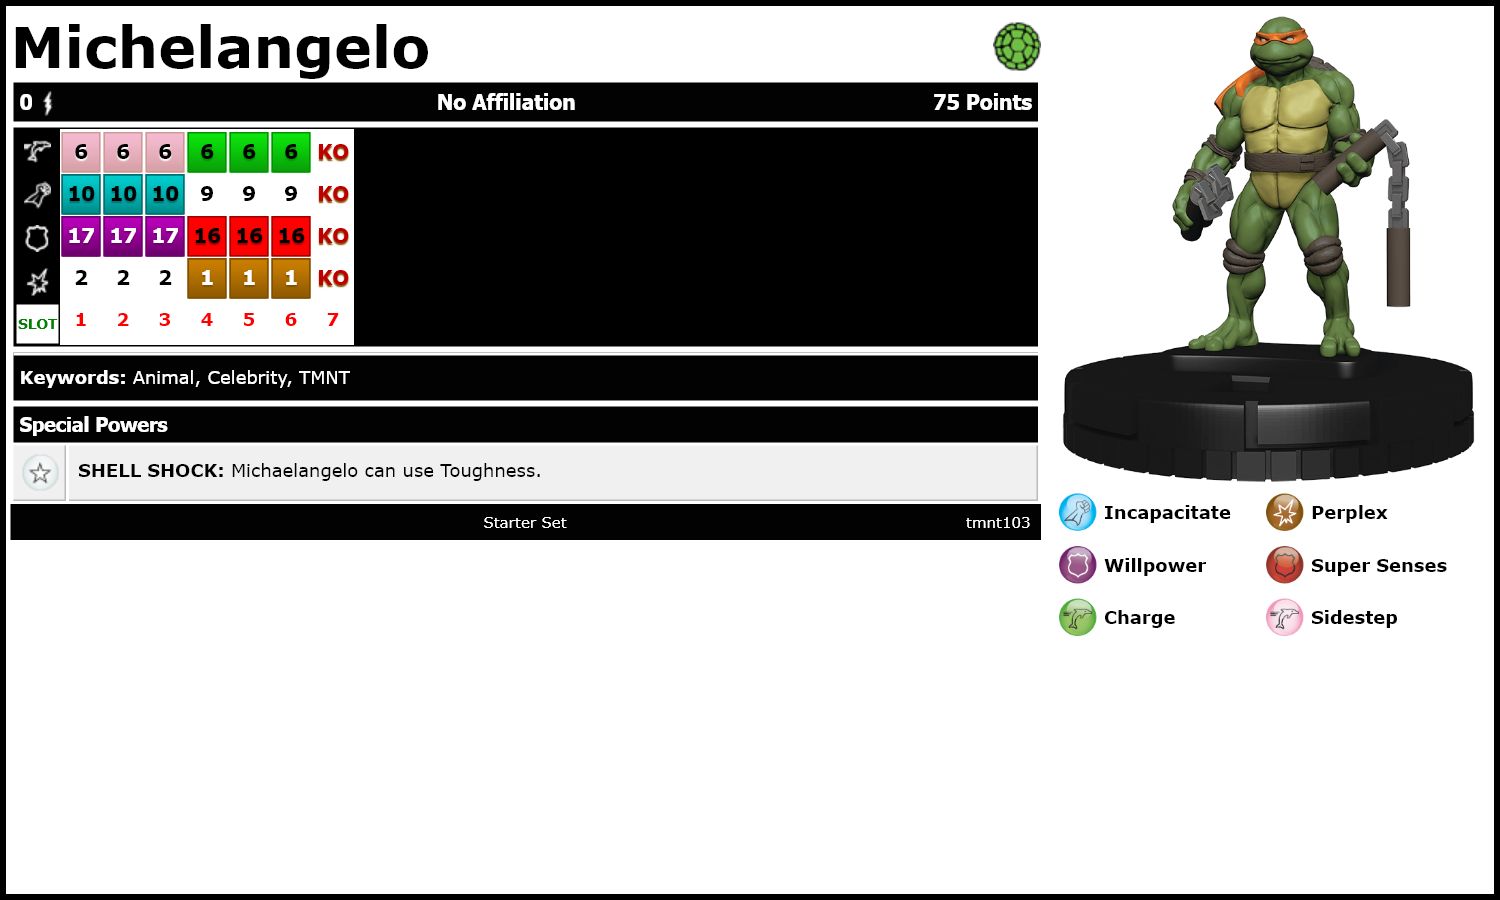 Michelangelo
0 No Affiliation 75 Points
6 6 6 6 6 6 KO
10 10 10 9 9 9 KO
17 17 17 16 16 16 KO
2 2 2 1 1 1 KO
SLOT 1 2 3 4 5 6 7
Keywords: Animal, Celebrity, TMNT
Special Powers
SHELL SHOCK: Michaelangelo can use Toughness.
Starter Set tmnt103
Incapacitate Perplex
Willpower Super Senses
Charge Sidestep